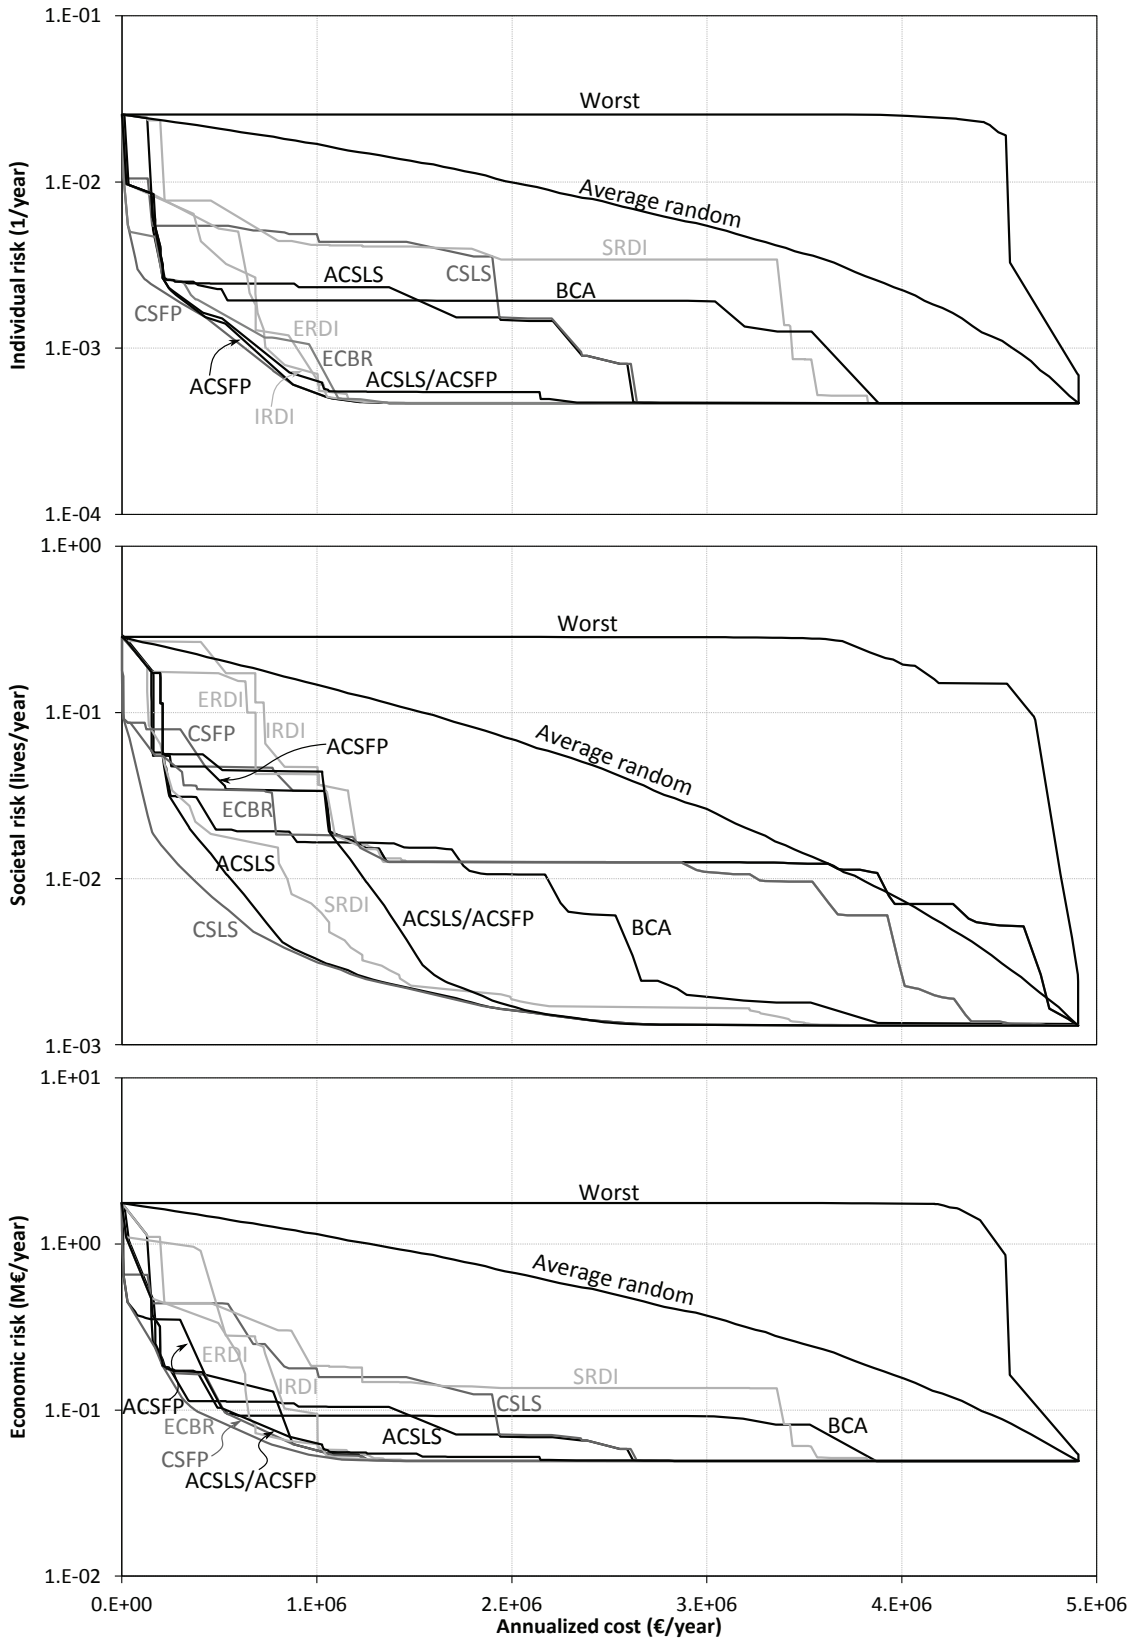 1.E-01
Worst
1.E-02
Average random
SRDI
ACSLS
CSLS
BCA
CSFP
ERDI
1.E-03
ECBR
ACSFP
ACSLS/ACSFP
IRDI
1.E-04
Individual risk (1/year)
1.E+00
Worst
ERDI
1.E-01
CSFP
IRDI
ACSFP
Average random
ECBR
ACSLS
1.E-02
SRDI
ACSLS/ACSFP
CSLS
BCA
1.E-03
Societal risk (lives/year)
1.E+01
Worst
1.E+00
Average random
ERDI
IRDI
SRDI
ACSFP
CSLS
1.E-01
ECBR
ACSLS
BCA
CSFP
ACSLS/ACSFP
1.E-02
Economic risk (M€/year)
0.E+00 1.E+06 2.E+06 3.E+06 4.E+06 5.E+06
Annualized cost (€/year)